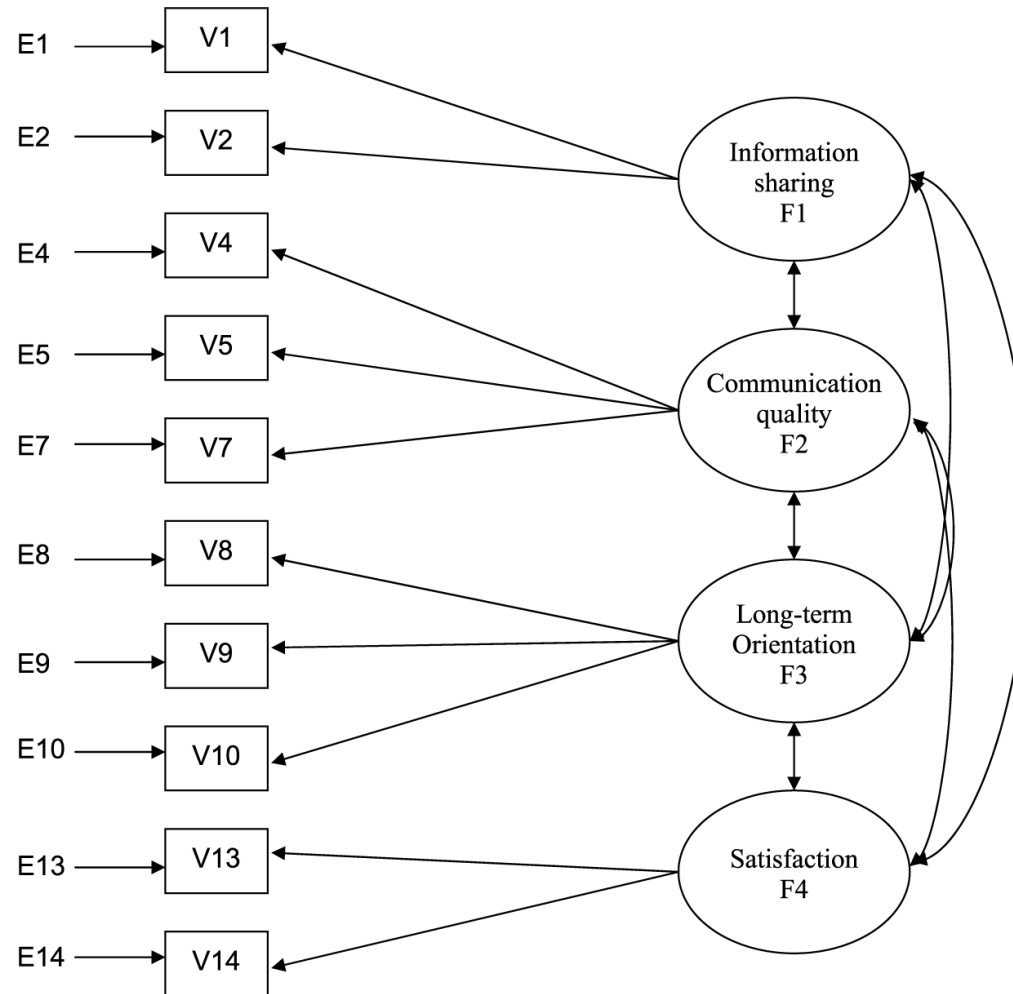 E1
V1
E2
V2
Information
sharing
F1
E4
V4
E5
V5
Communication
quality
F2
E7
V7
E8
V8
Long-term
Orientation
F3
E9
V9
E10
V10
E13
V13
Satisfaction
F4
E14
V14